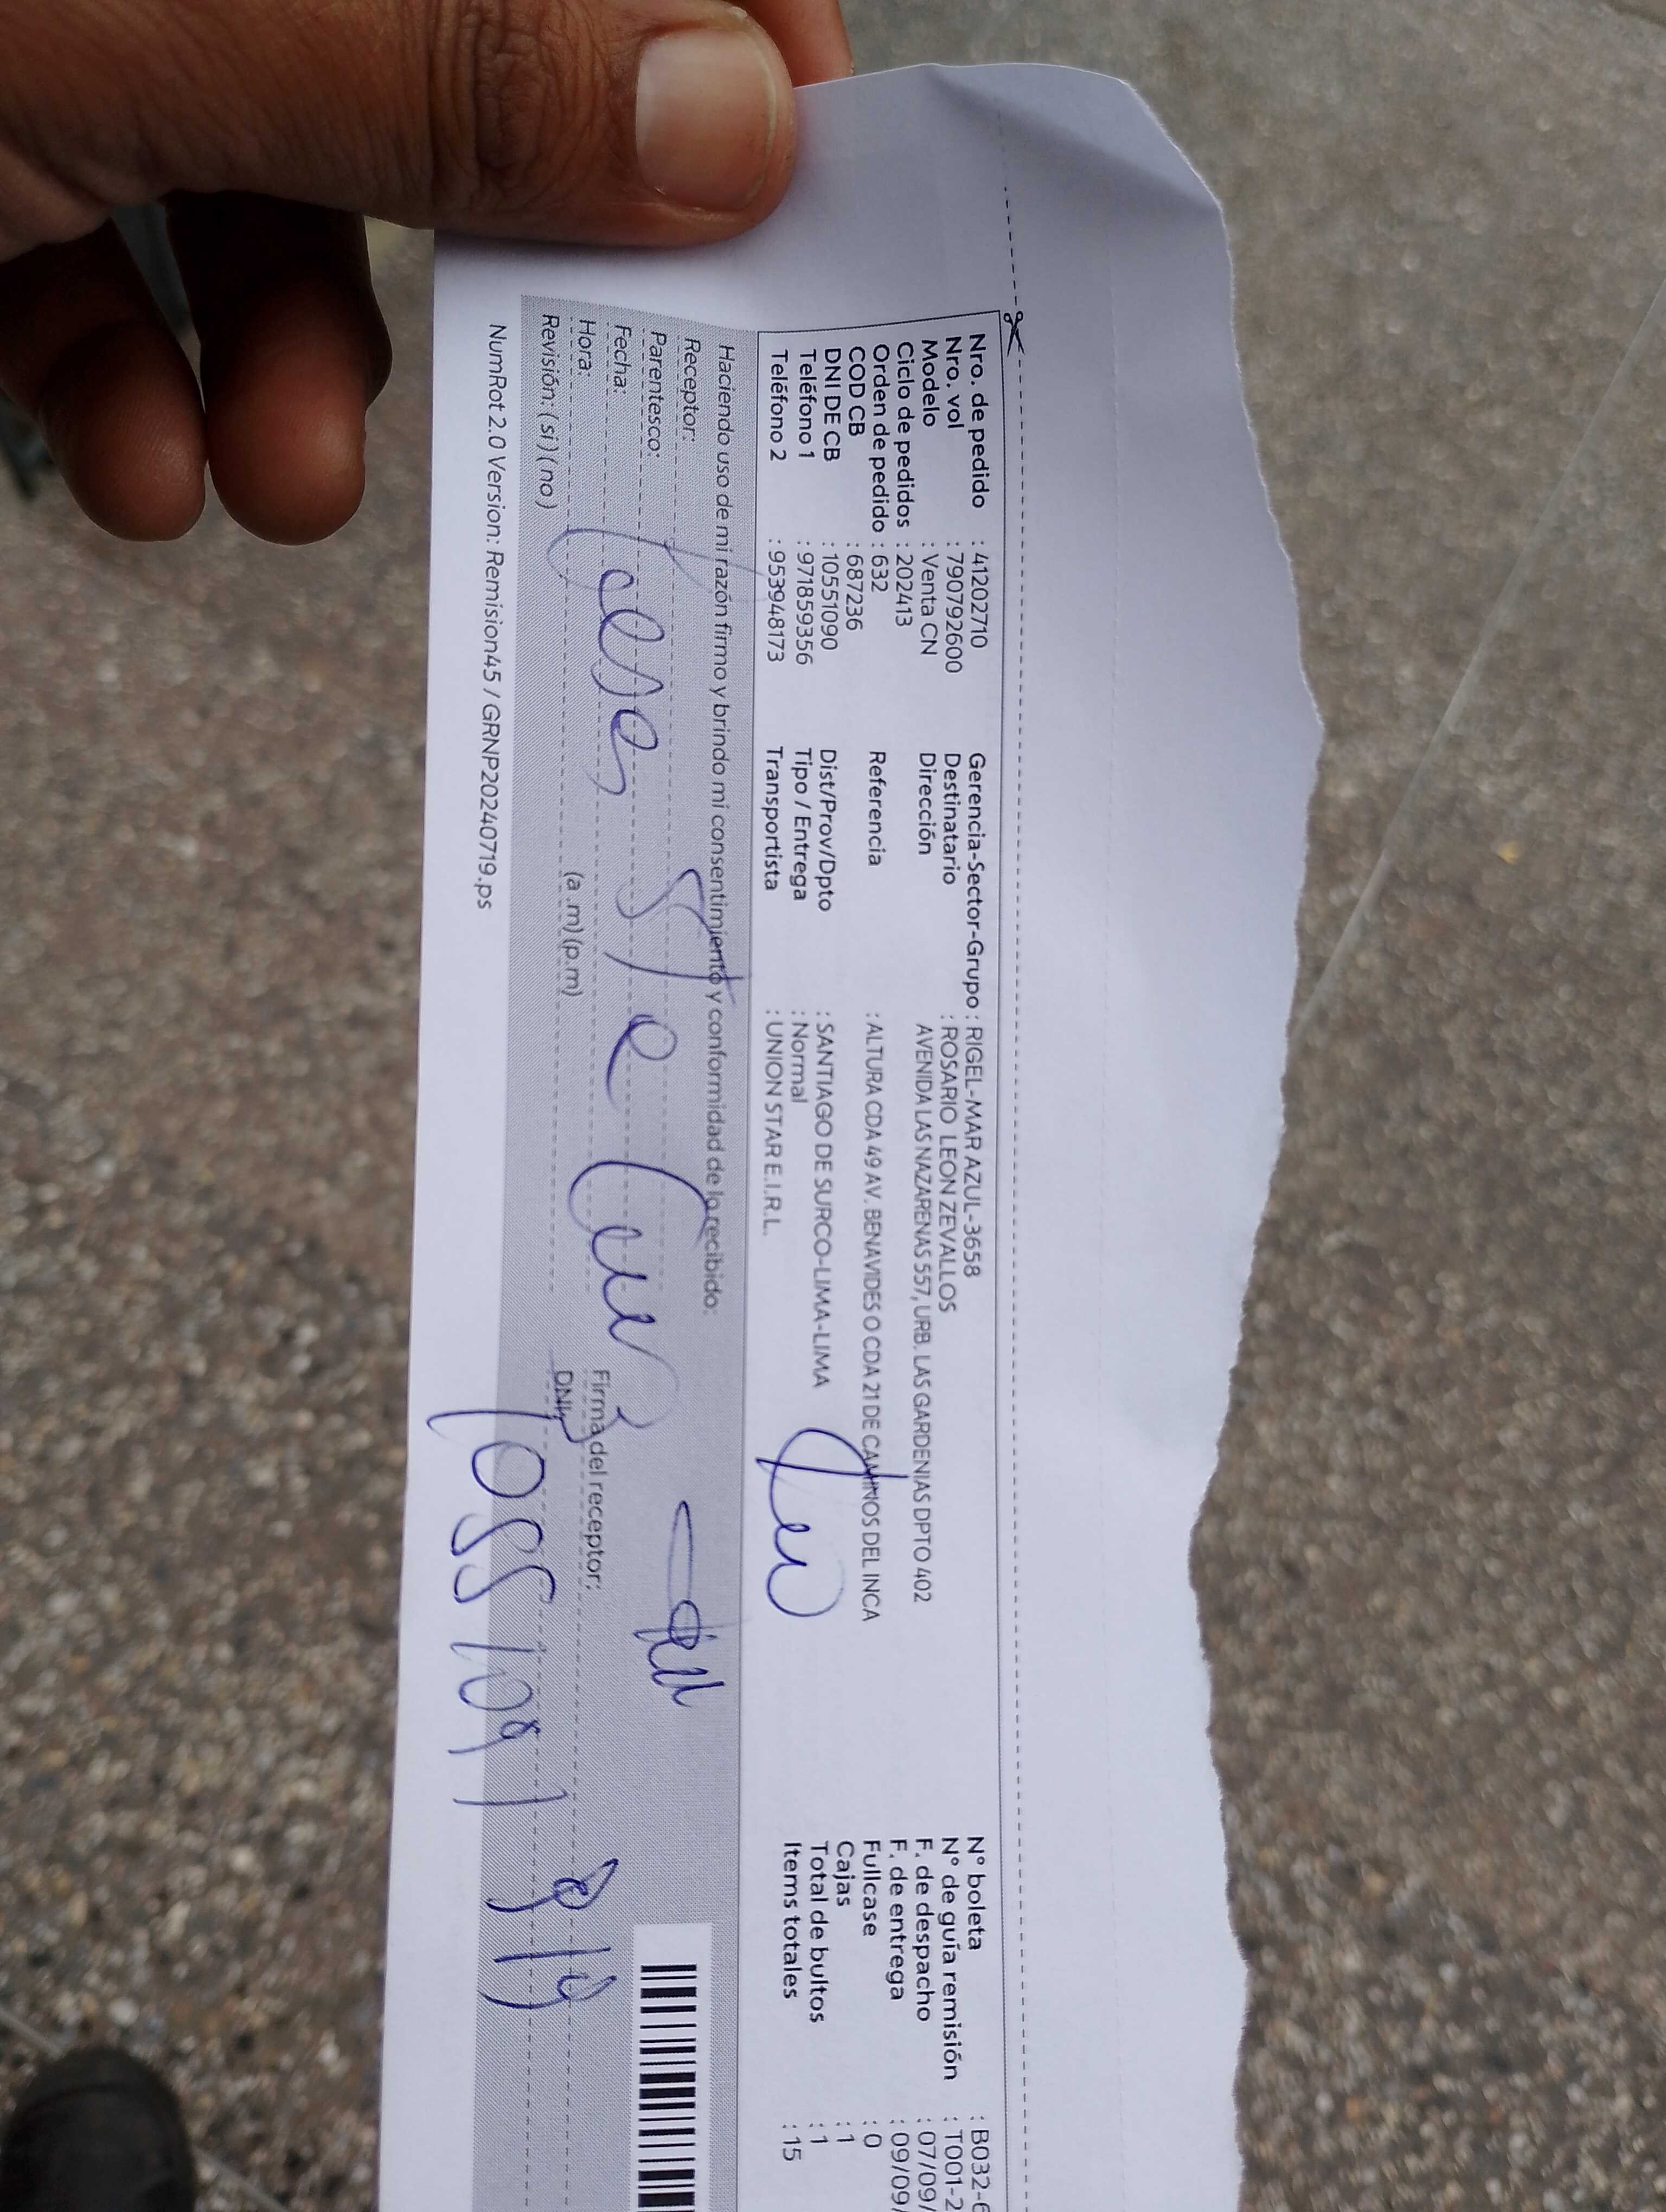 Nro. de pedido : 41202710
Nro. vol : 790792600
Modelo : Venta CN
Ciclo de pedidos : 202413
Orden de pedido : 632
COD CB : 687236
DNI DE CB : 10551090
Teléfono 1 : 971859356
Teléfono 2 : 953948173
Gerencia-Sector-Grupo : RIGEL-MAR AZUL-3658
Destinatario : ROSARIO LEON ZEVALLOS
Dirección AVENIDA LAS NAZARENAS 557, URB. LAS GARDENIAS DPTO 402
Referencia : ALTURA CDA 49 AV. BENAVIDES O CDA 21 DE CAMINOS DEL INCA
Dist/Prov/Dpto : SANTIAGO DE SURCO-LIMA-LIMA
Tipo / Entrega : Normal
Transportista : UNION STAR E.I.R.L.
N° boleta : B032-6
N° de guía remisión : T001-2
F. de despacho : 07/09/
F. de entrega : 09/09/
Fullcase : 0
Cajas : 1
Total de bultos : 1
Items totales : 15
Haciendo uso de mi razón firmo y brindo mi consentimiento y conformidad de lo recibido:
Receptor:
Parentesco:
Fecha:
Hora: (a .m) (p.m)
Revisión: (si) (no)
Firma del receptor:
DNI:
NumRot 2.0 Version: Remision45 / GRNP20240719.ps